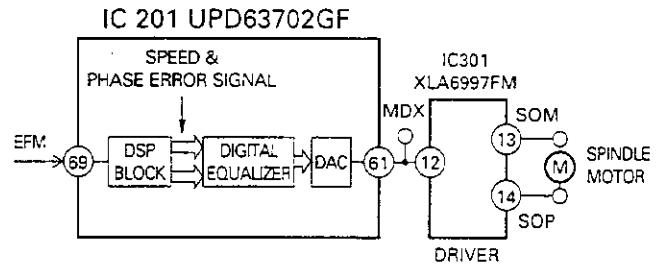 IC 201 UPD63702GF
SPEED &
PHASE ERROR SIGNAL
IC301
XLA6997FM
MDX
SOM
EFM
69
DSP
BLOCK
DIGITAL
EQUALIZER
DAC
61
12
13
M
SPINDLE
MOTOR
14
SOP
DRIVER